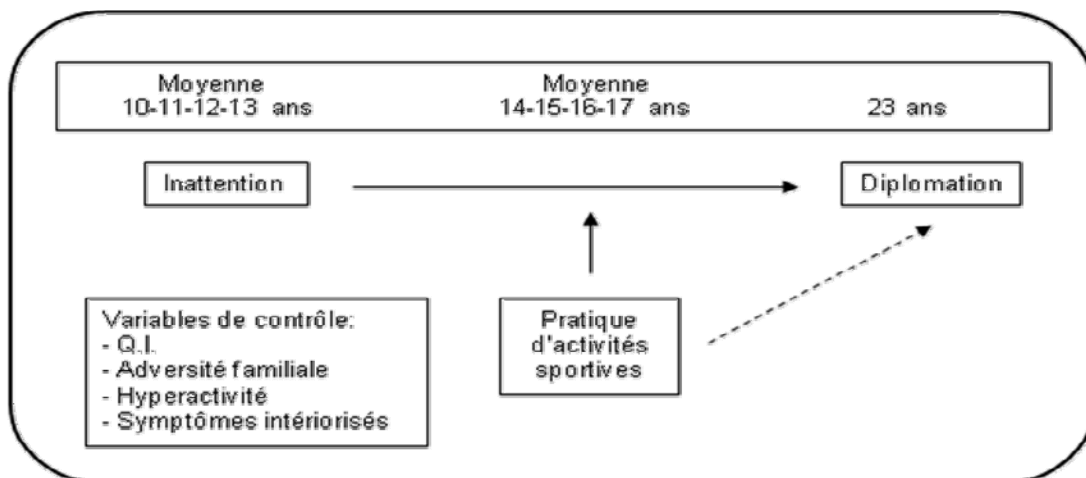 Moyenne
10-11-12-13 ans
Moyenne
14-15-16-17 ans
23 ans
Inattention
Diplomation
Variables de contrôle:
- Q.I.
- Adversité familiale
- Hyperactivité
- Symptômes intériorisés
Pratique
d'activités
sportives